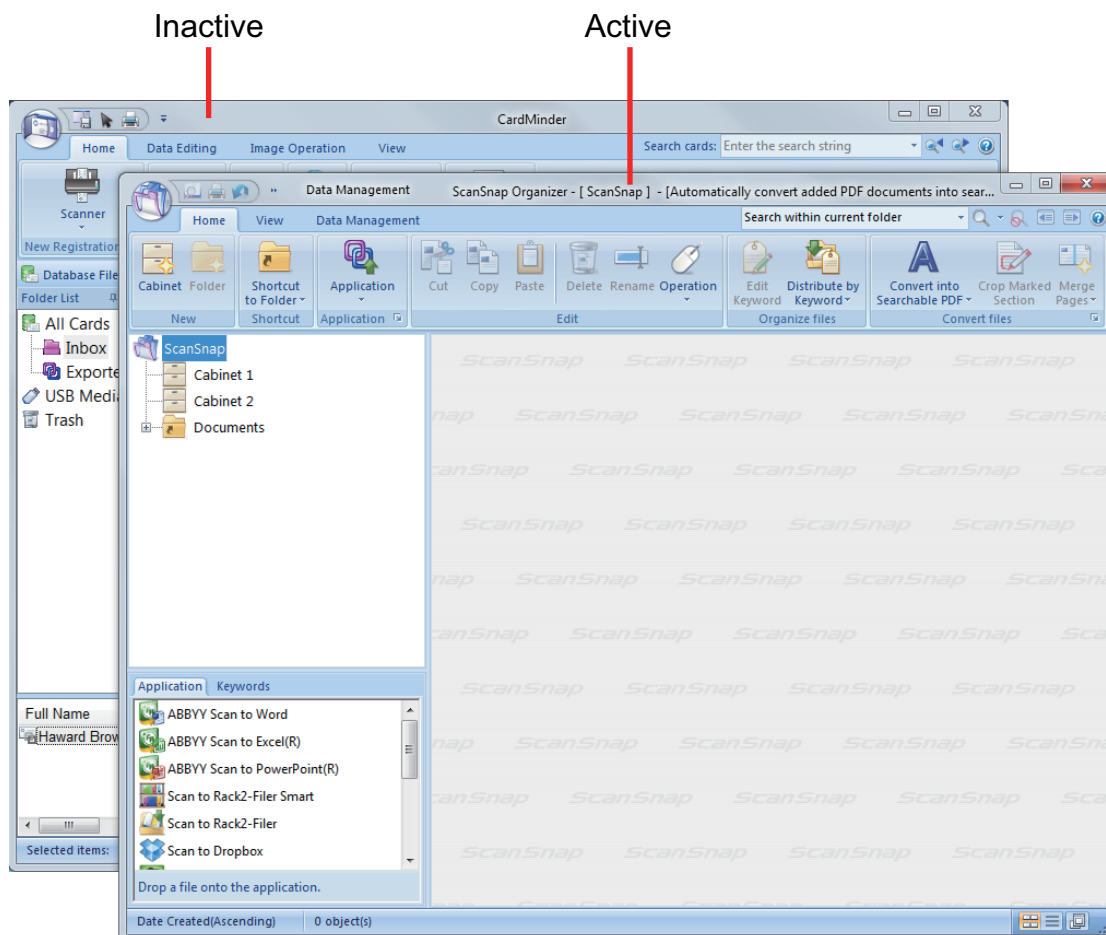 Inactive
Active
CardMinder
Home Data Editing Image Operation View Search cards: Enter the search string
Data Management ScanSnap Organizer - [ ScanSnap ] - [Automatically convert added PDF documents into sear...
Home View Data Management Search within current folder
Scanner
New Registration
Cabinet Folder Shortcut to Folder Application Cut Copy Paste Delete Rename Operation Edit Keyword Distribute by Keyword Convert into Searchable PDF Crop Marked Section Merge Pages
New Shortcut Application Edit Organize files Convert files
Database File
Folder List
All Cards
Inbox
Exporte
USB Medi
Trash
ScanSnap
Cabinet 1
Cabinet 2
Documents
ScanSnap ScanSnap ScanSnap ScanSnap
Application Keywords
ABBYY Scan to Word
ABBYY Scan to Excel(R)
ABBYY Scan to PowerPoint(R)
Scan to Rack2-Filer Smart
Scan to Rack2-Filer
Scan to Dropbox
Drop a file onto the application.
Full Name
Haward Brow
Selected items:
Date Created(Ascending) 0 object(s)